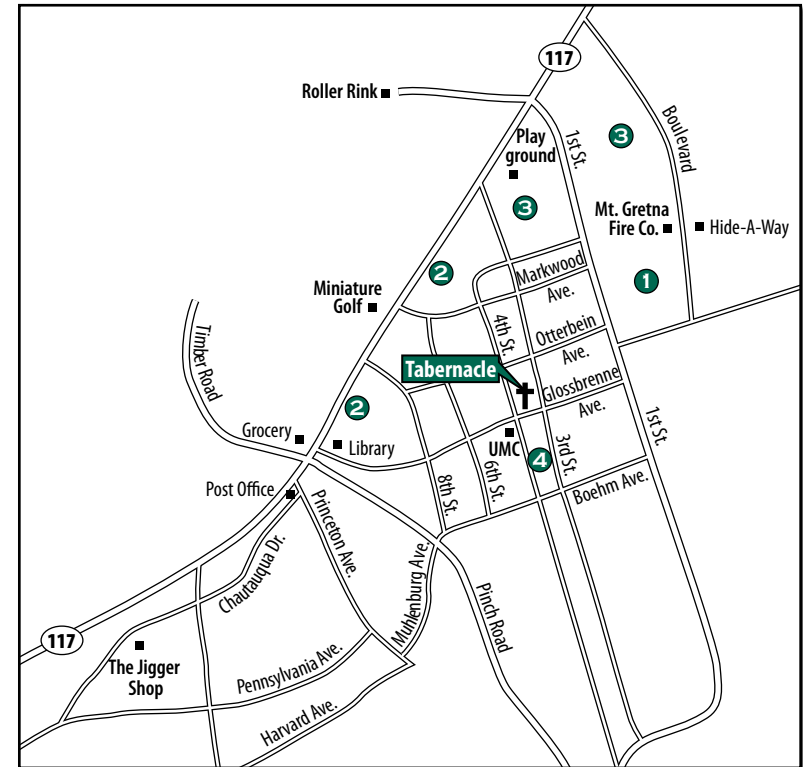 117
Roller Rink
Play
ground
1st St.
3
Boulevard
3
Mt. Gretna
Fire Co.
Hide-A-Way
2
Markwood
Ave.
1
Miniature
Golf
4th St.
Otterbein
Ave.
Timber Road
Tabernacle
Glossbrenne
Ave.
2
Grocery
Library
UMC
4
3rd St.
1st St.
8th St.
6th St.
Boehm Ave.
Post Office
Princeton Ave.
Chautauqua Dr.
Muhlenburg Ave.
Pinch Road
117
The Jigger
Shop
Pennsylvania Ave.
Harvard Ave.